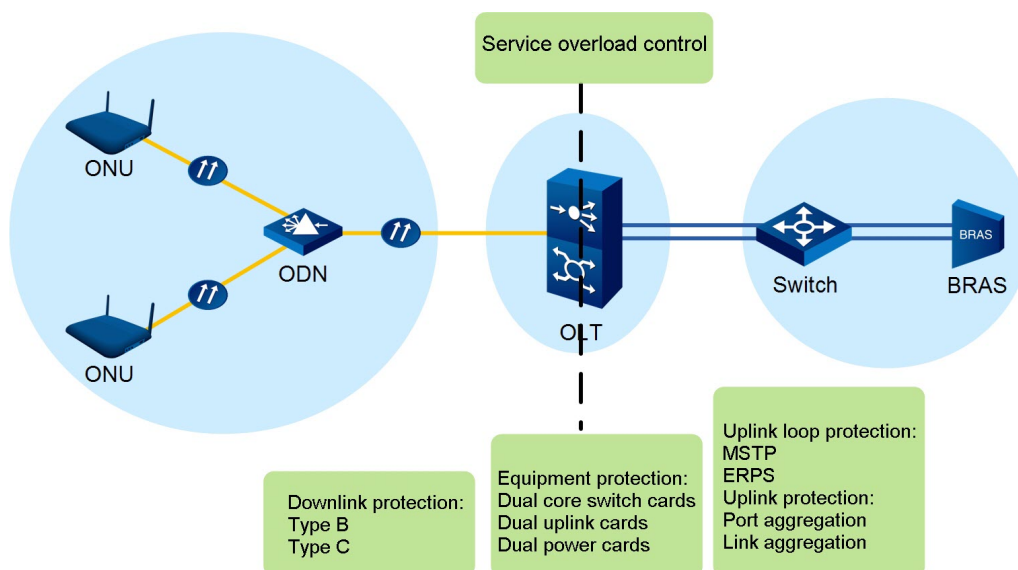 Service overload control
ONU
ODN
ONU
OLT
Switch
BRAS
BRAS
Downlink protection:
Type B
Type C
Equipment protection:
Dual core switch cards
Dual uplink cards
Dual power cards
Uplink loop protection:
MSTP
ERPS
Uplink protection:
Port aggregation
Link aggregation